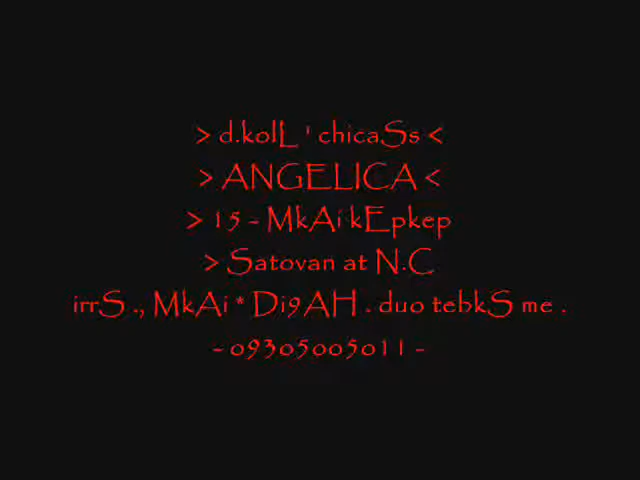 > d.kolL ' chicaSs <
> ANGELICA <
> 15 - MkAi kEpkep
> Satovan at N.C
irrS ., MkAi * Di9AH . duo tebkS me .
- 09305005011 -